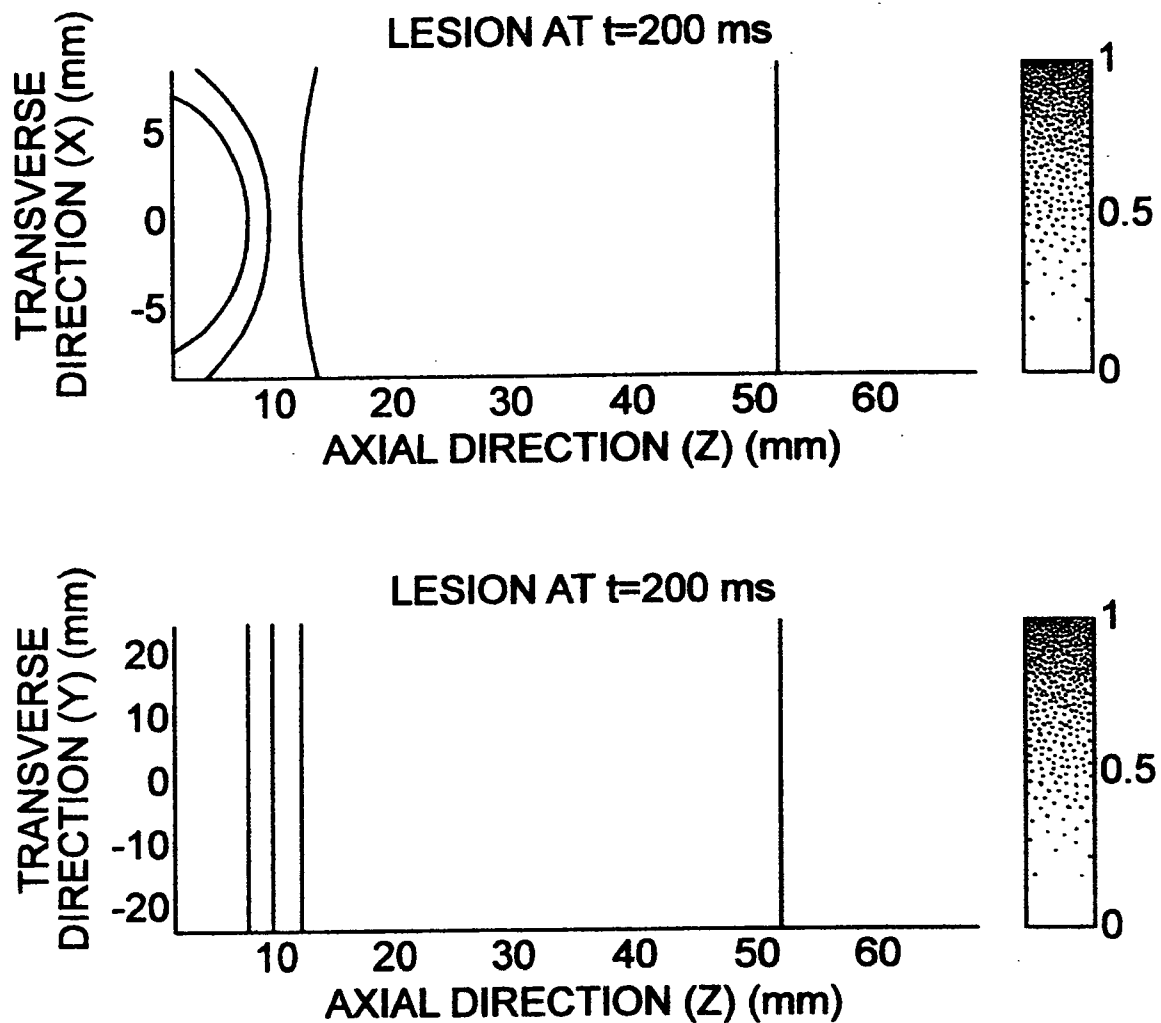 LESION AT t=200 ms
TRANSVERSE
DIRECTION (X) (mm)
5
0
-5
10 20 30 40 50 60
AXIAL DIRECTION (Z) (mm)
1
0.5
0
LESION AT t=200 ms
TRANSVERSE
DIRECTION (Y) (mm)
20
10
0
-10
-20
10 20 30 40 50 60
AXIAL DIRECTION (Z) (mm)
1
0.5
0